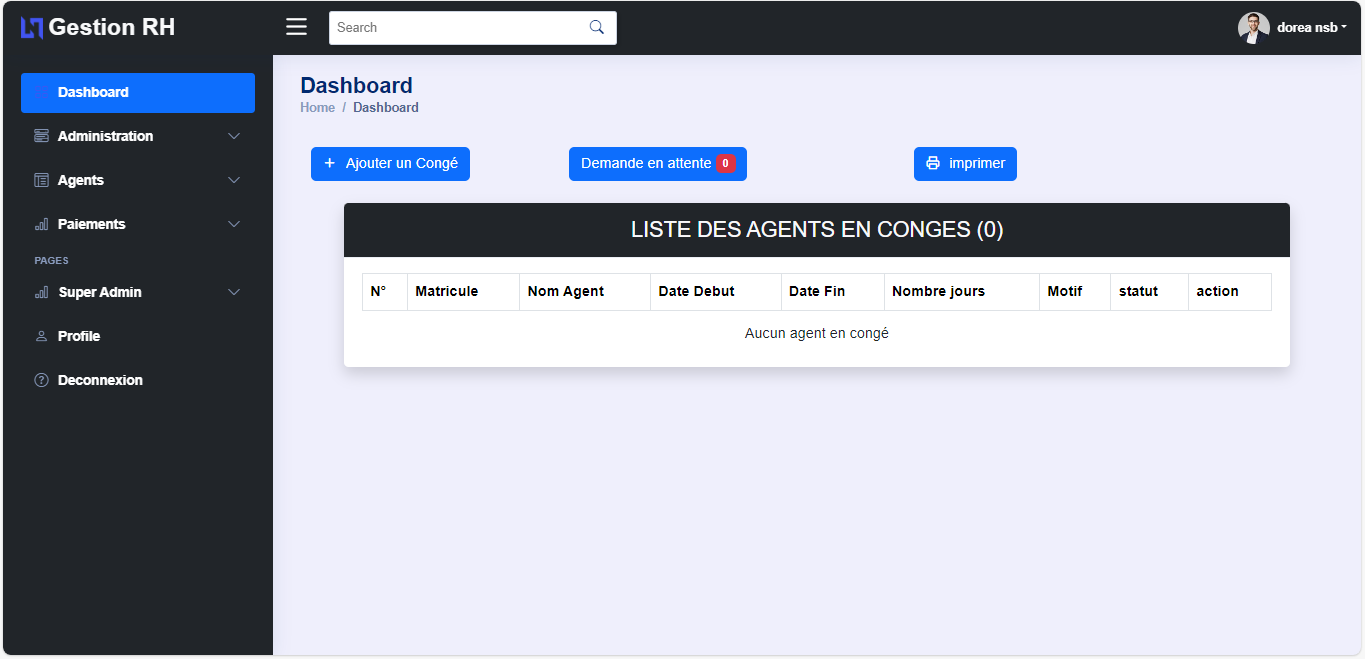 Gestion RH
Search
dorea nsb
Dashboard
Administration
Agents
Paiements
PAGES
Super Admin
Profile
Deconnexion
Dashboard
Home / Dashboard
+ Ajouter un Congé
Demande en attente 0
imprimer
LISTE DES AGENTS EN CONGES (0)
N° Matricule Nom Agent Date Debut Date Fin Nombre jours Motif statut action
Aucun agent en congé